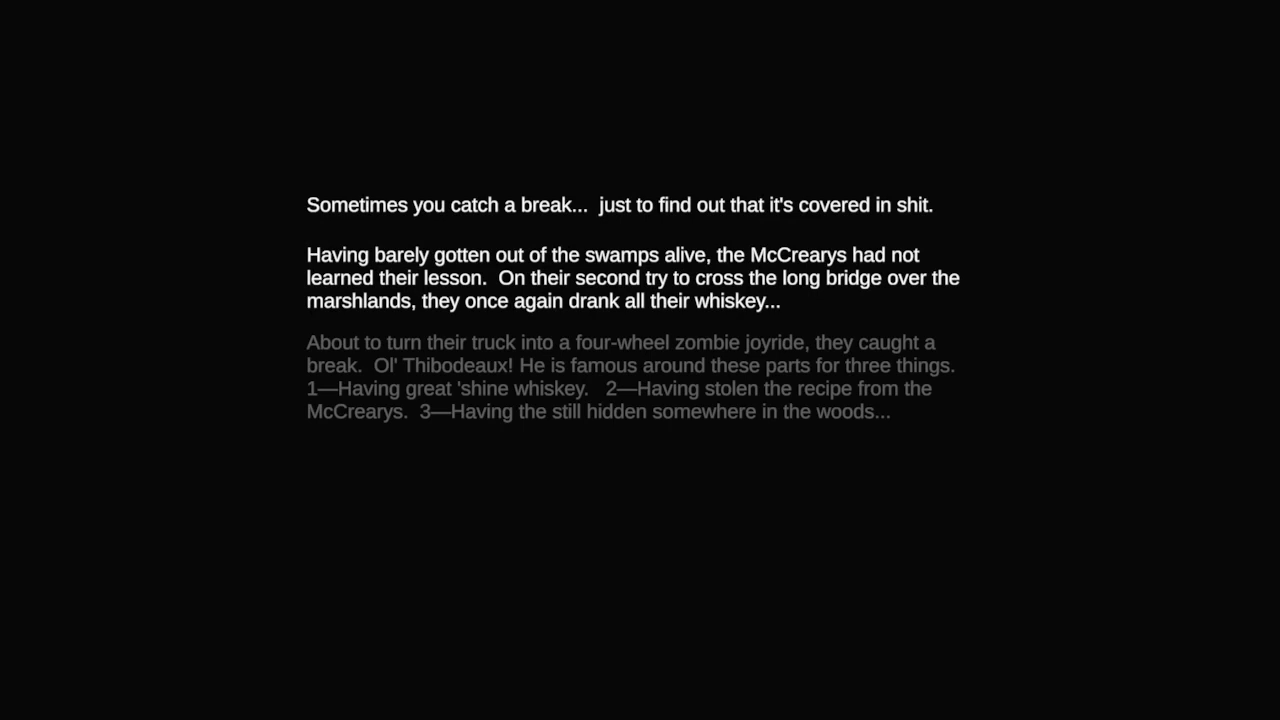 Sometimes you catch a break...  just to find out that it's covered in shit.
Having barely gotten out of the swamps alive, the McCrearys had not
learned their lesson.  On their second try to cross the long bridge over the
marshlands, they once again drank all their whiskey...
About to turn their truck into a four-wheel zombie joyride, they caught a
break.  Ol' Thibodeaux! He is famous around these parts for three things.
1—Having great 'shine whiskey.   2—Having stolen the recipe from the
McCrearys.  3—Having the still hidden somewhere in the woods...